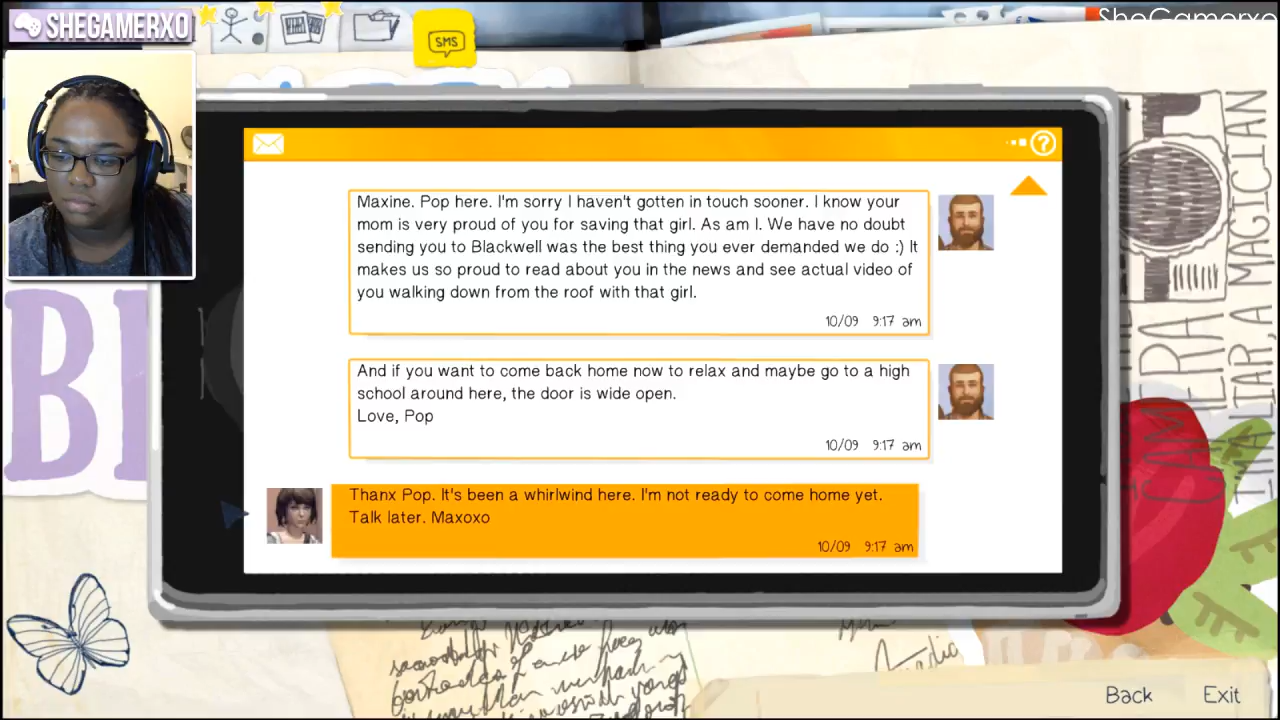 SHEGAMERXO
SheGamerxo
SMS
Maxine. Pop here. I'm sorry I haven't gotten in touch sooner. I know your
mom is very proud of you for saving that girl. As am I. We have no doubt
sending you to Blackwell was the best thing you ever demanded we do :) It
makes us so proud to read about you in the news and see actual video of
you walking down from the roof with that girl.
10/09 9:17 am
And if you want to come back home now to relax and maybe go to a high
school around here, the door is wide open.
Love, Pop
10/09 9:17 am
Thanx Pop. It's been a whirlwind here. I'm not ready to come home yet.
Talk later. Maxoxo
10/09 9:17 am
MAGICIAN
Back Exit